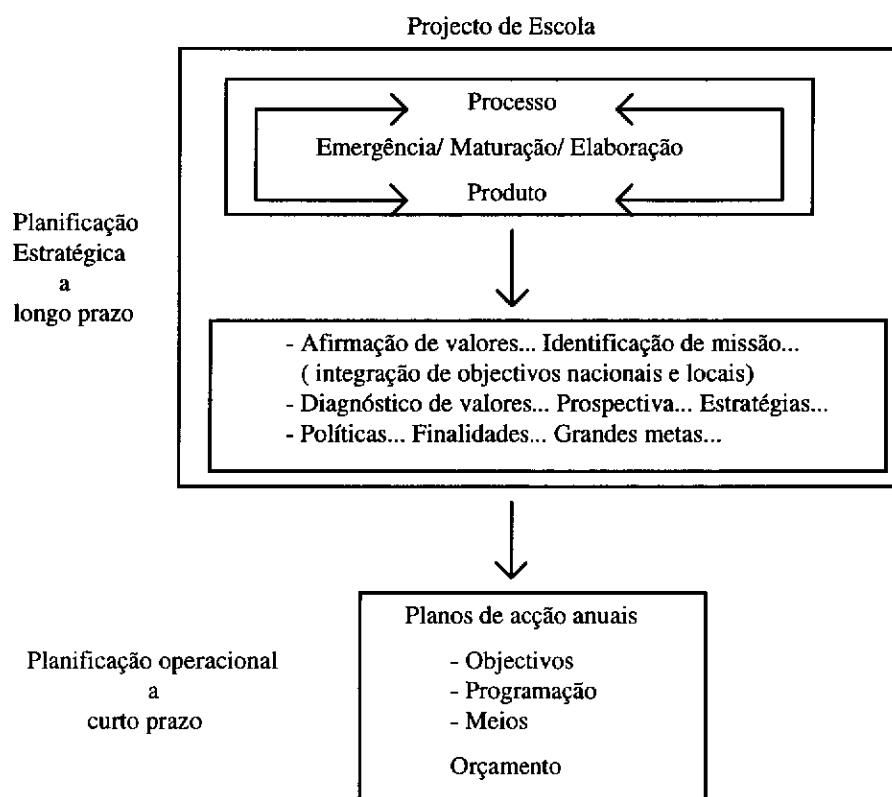 Projecto de Escola
Processo
Emergência/ Maturação/ Elaboração
Produto
Planificação
Estratégica
a
longo prazo
- Afirmação de valores... Identificação de missão...
( integração de objectivos nacionais e locais)
- Diagnóstico de valores... Prospectiva... Estratégias...
- Políticas... Finalidades... Grandes metas...
Planos de acção anuais
- Objectivos
- Programação
- Meios
Orçamento
Planificação operacional
a
curto prazo